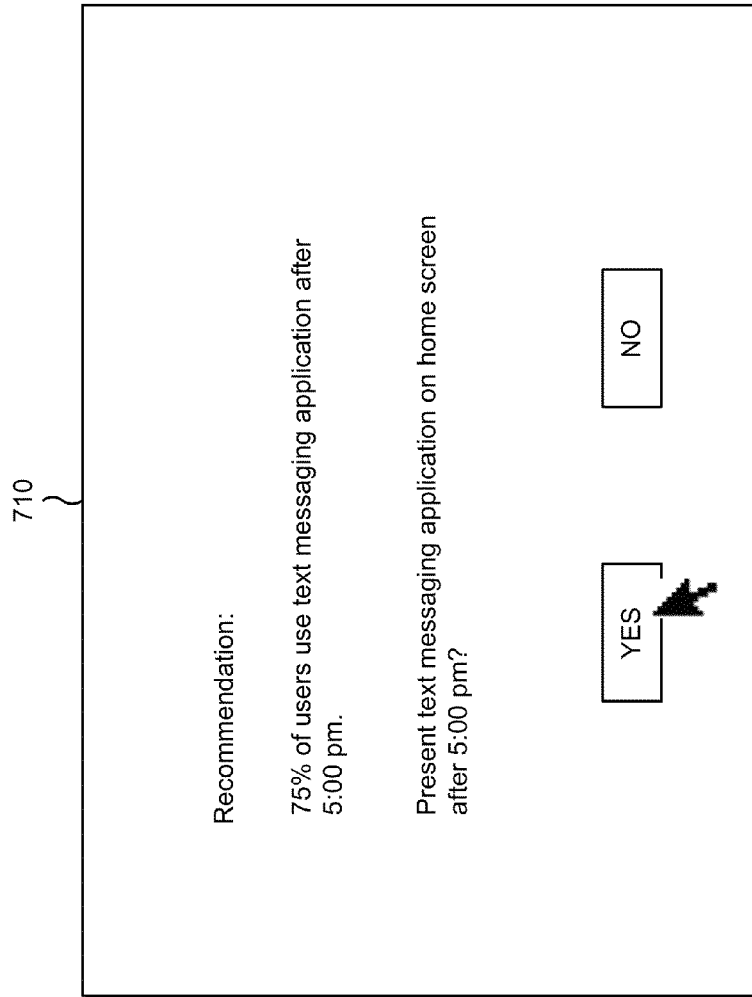 710
Recommendation:
75% of users use text messaging application after
5:00 pm.
Present text messaging application on home screen
after 5:00 pm?
YES
NO